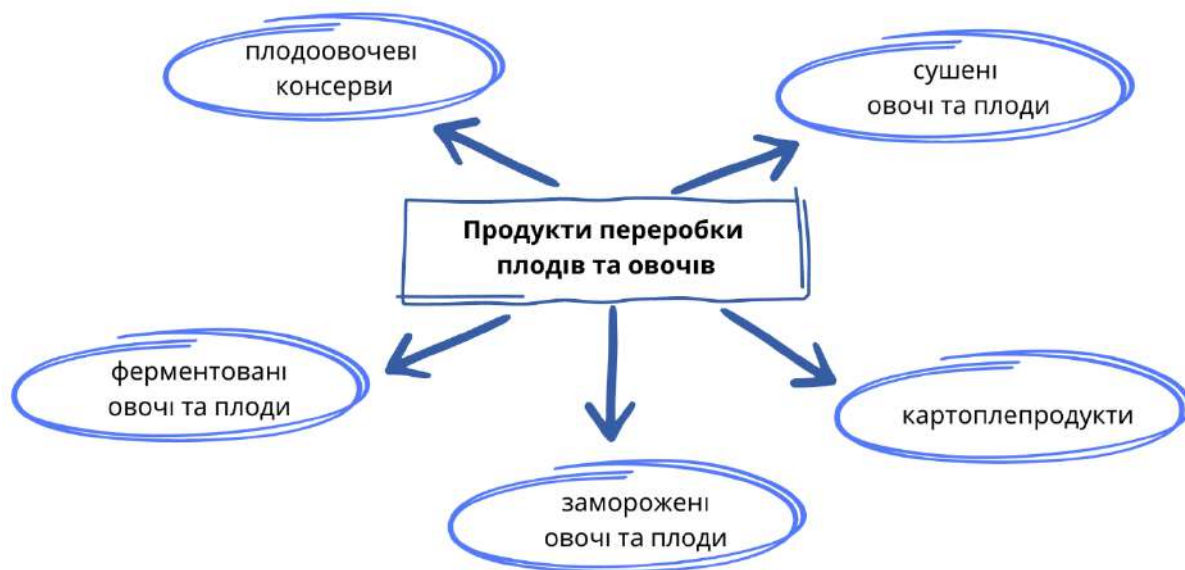 плодоовочеві
консерви
сушені
овочі та плоди
Продукти переробки
плодів та овочів
ферментовані
овочі та плоди
картоплепродукти
заморожені
овочі та плоди